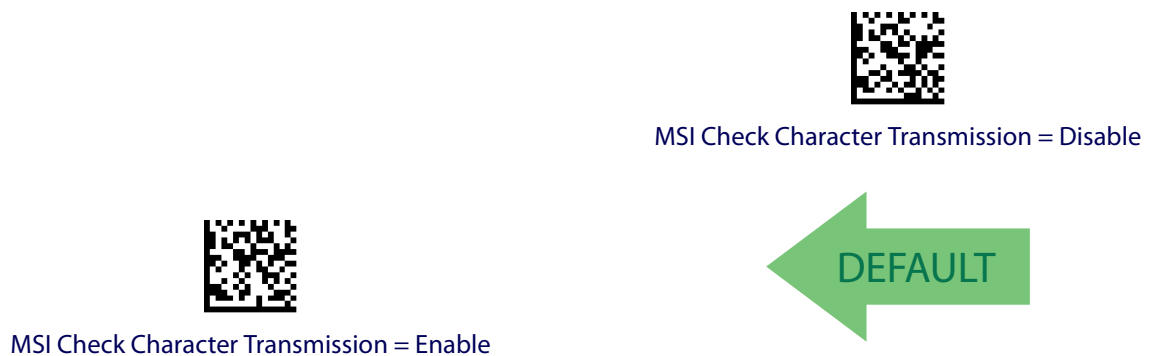 MSI Check Character Transmission = Disable
DEFAULT
MSI Check Character Transmission = Enable